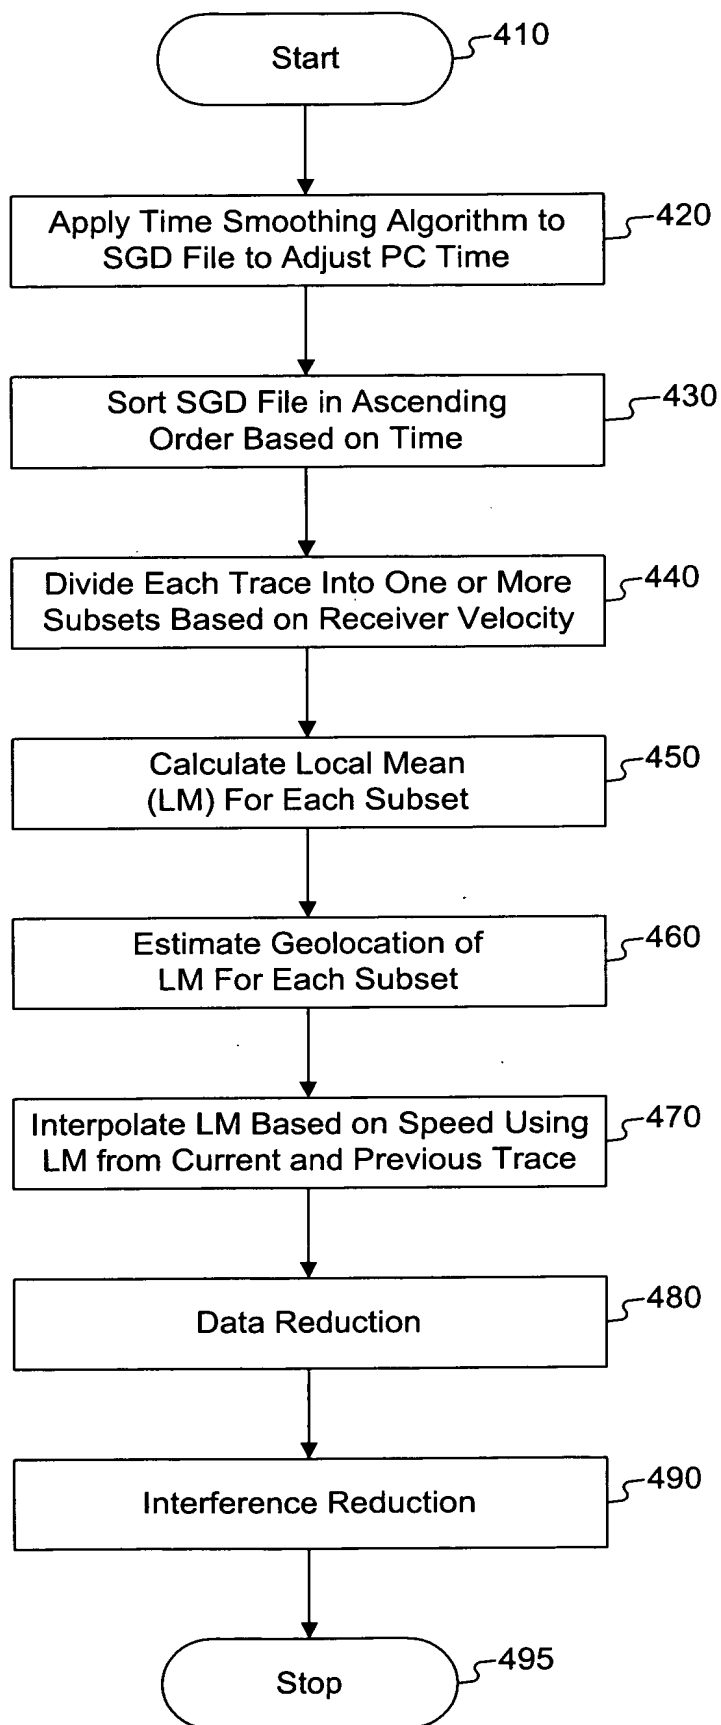 Start
410
Apply Time Smoothing Algorithm to
SGD File to Adjust PC Time
420
Sort SGD File in Ascending
Order Based on Time
430
Divide Each Trace Into One or More
Subsets Based on Receiver Velocity
440
Calculate Local Mean
(LM) For Each Subset
450
Estimate Geolocation of
LM For Each Subset
460
Interpolate LM Based on Speed Using
LM from Current and Previous Trace
470
Data Reduction
480
Interference Reduction
490
Stop
495